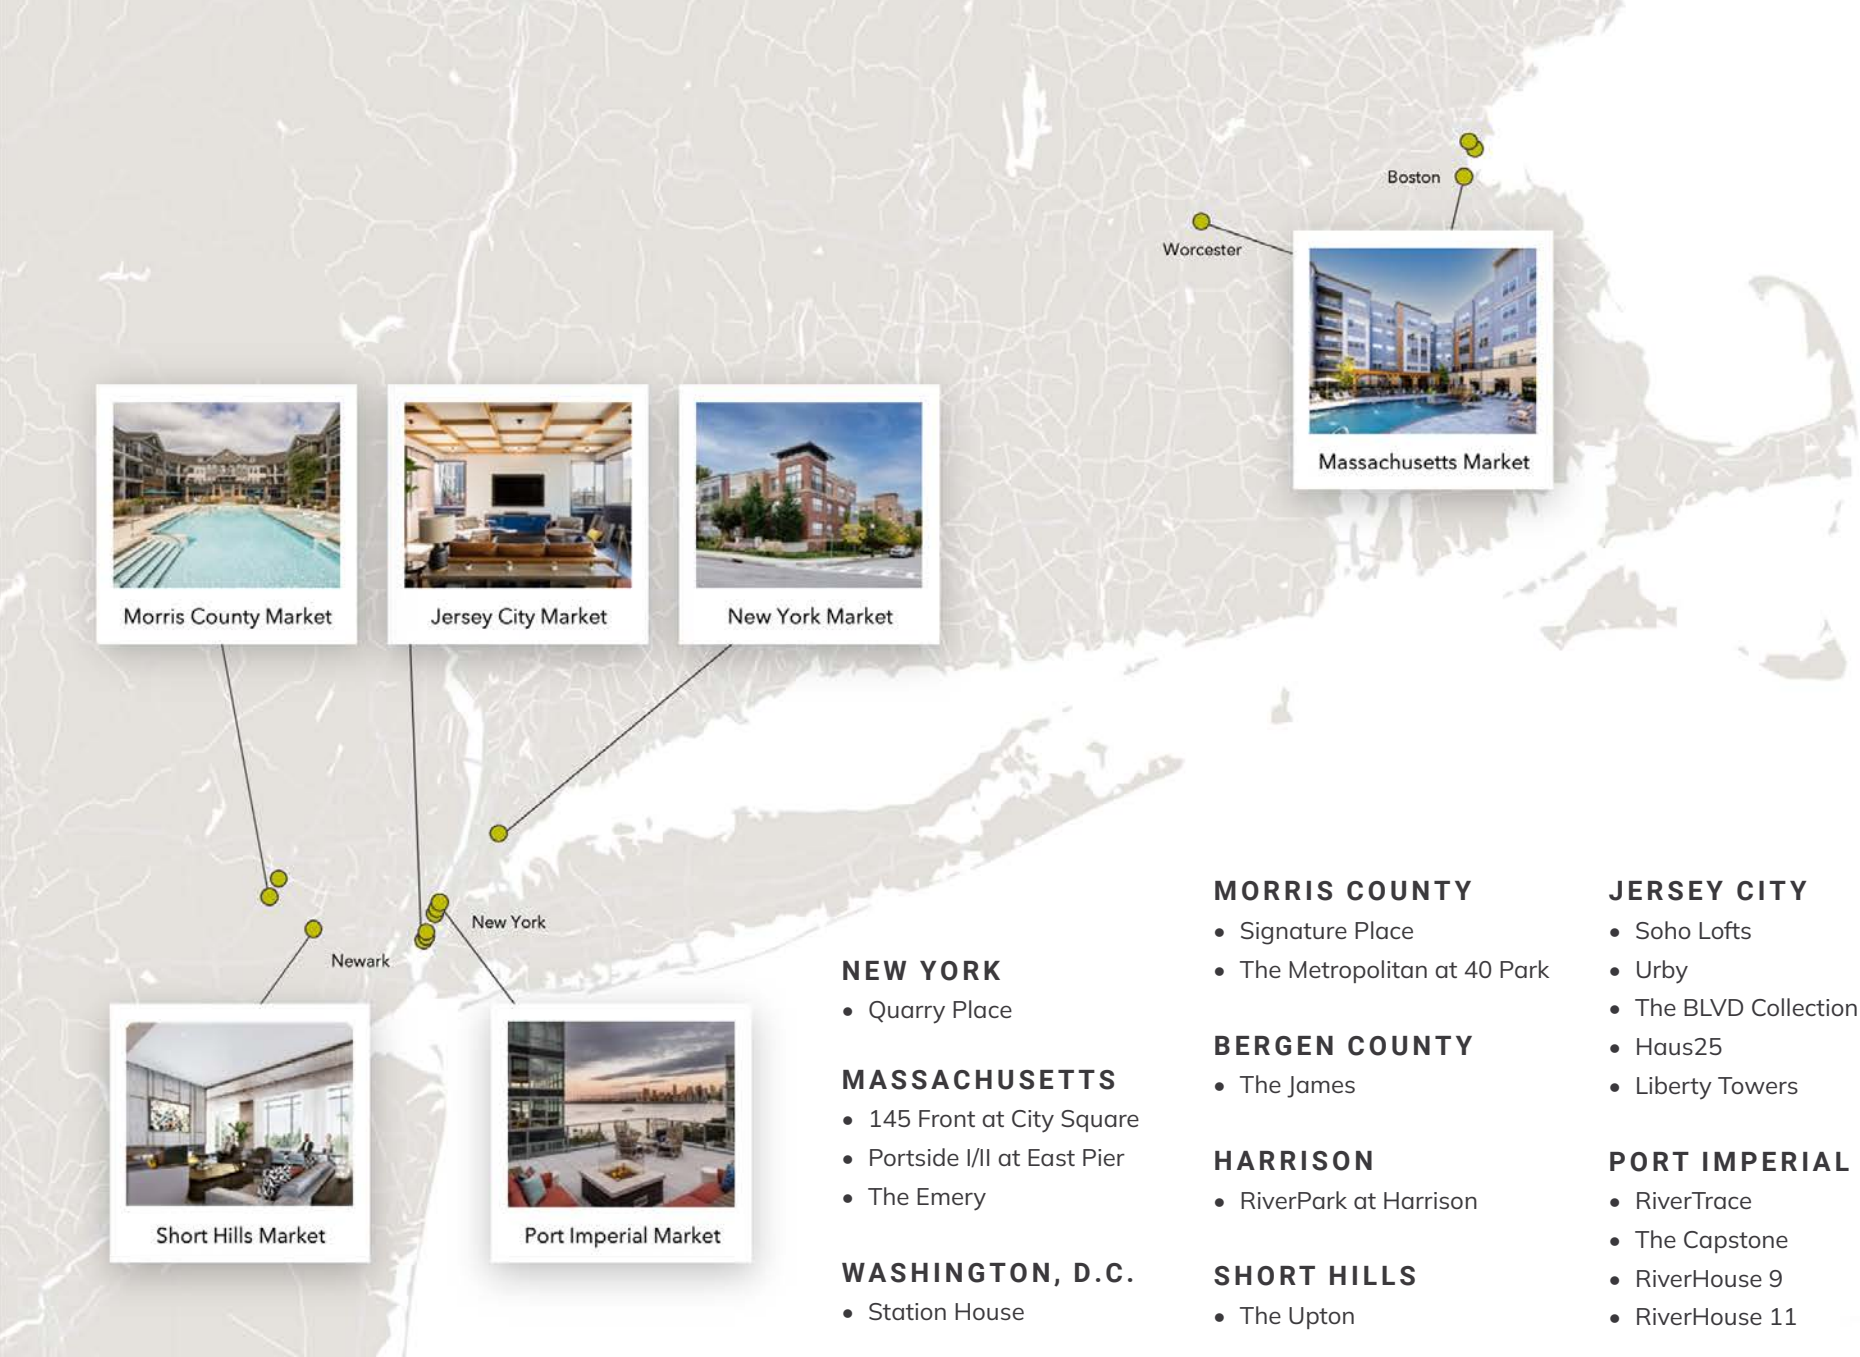 Boston
Worcester
Massachusetts Market
Morris County Market
Jersey City Market
New York Market
New York
Newark
Short Hills Market
Port Imperial Market
NEW YORK
• Quarry Place
MASSACHUSETTS
• 145 Front at City Square
• Portside I/II at East Pier
• The Emery
WASHINGTON, D.C.
• Station House
MORRIS COUNTY
• Signature Place
• The Metropolitan at 40 Park
BERGEN COUNTY
• The James
HARRISON
• RiverPark at Harrison
SHORT HILLS
• The Upton
JERSEY CITY
• Soho Lofts
• Urby
• The BLVD Collection
• Haus25
• Liberty Towers
PORT IMPERIAL
• RiverTrace
• The Capstone
• RiverHouse 9
• RiverHouse 11